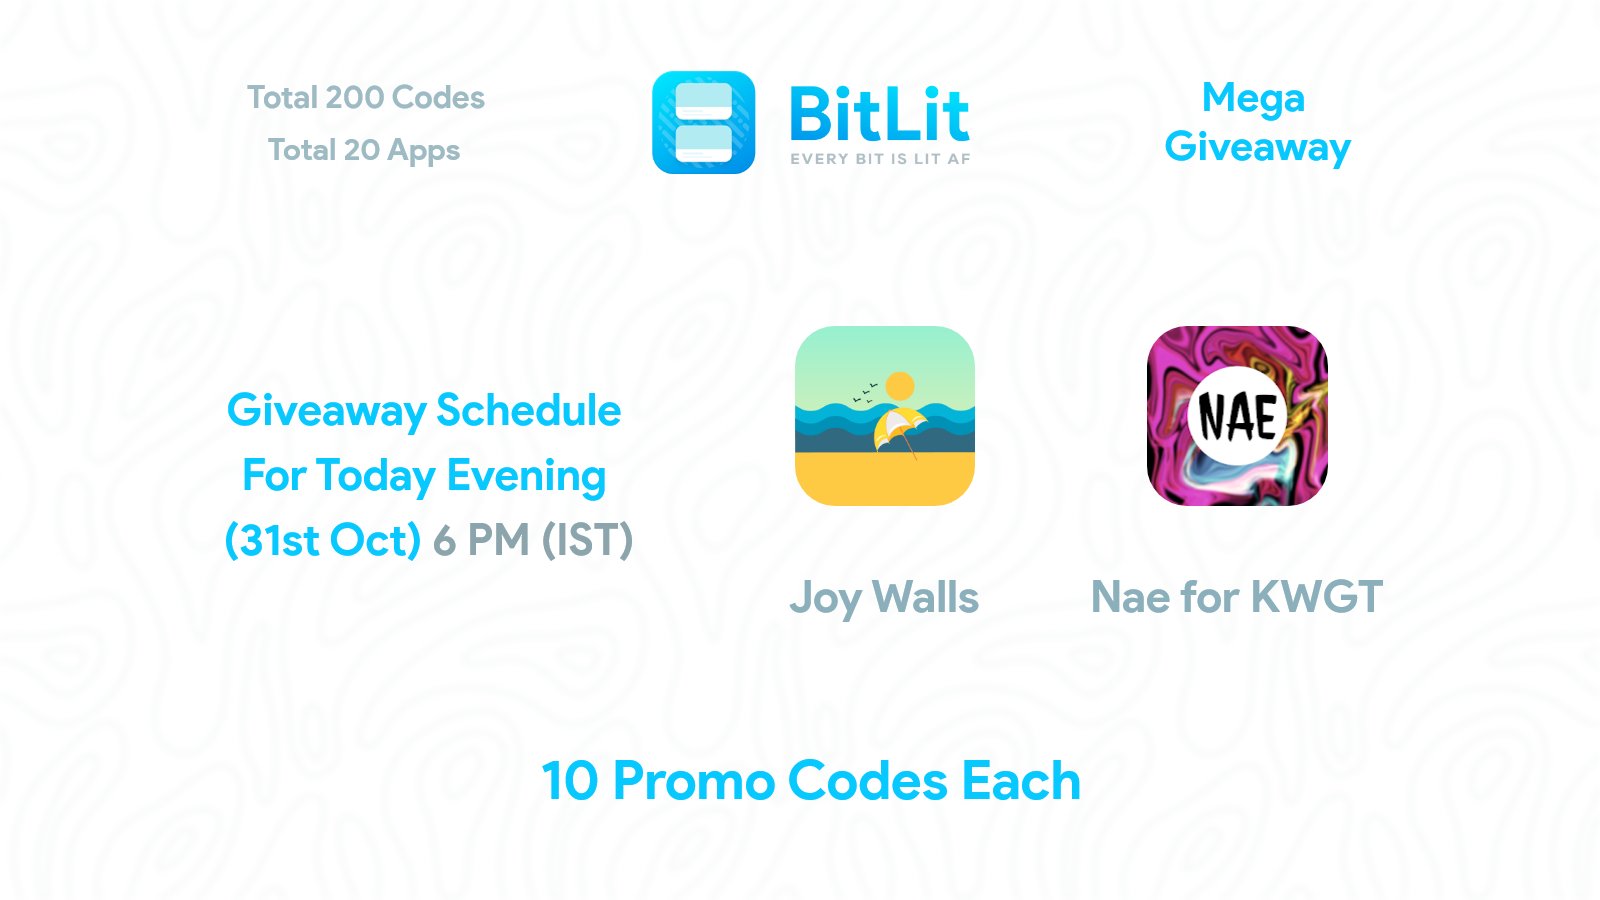 Total 200 Codes
Total 20 Apps
BitLit
EVERY BIT IS LIT AF
Mega
Giveaway
Giveaway Schedule
For Today Evening
(31st Oct) 6 PM (IST)
NAE
Joy Walls
Nae for KWGT
10 Promo Codes Each